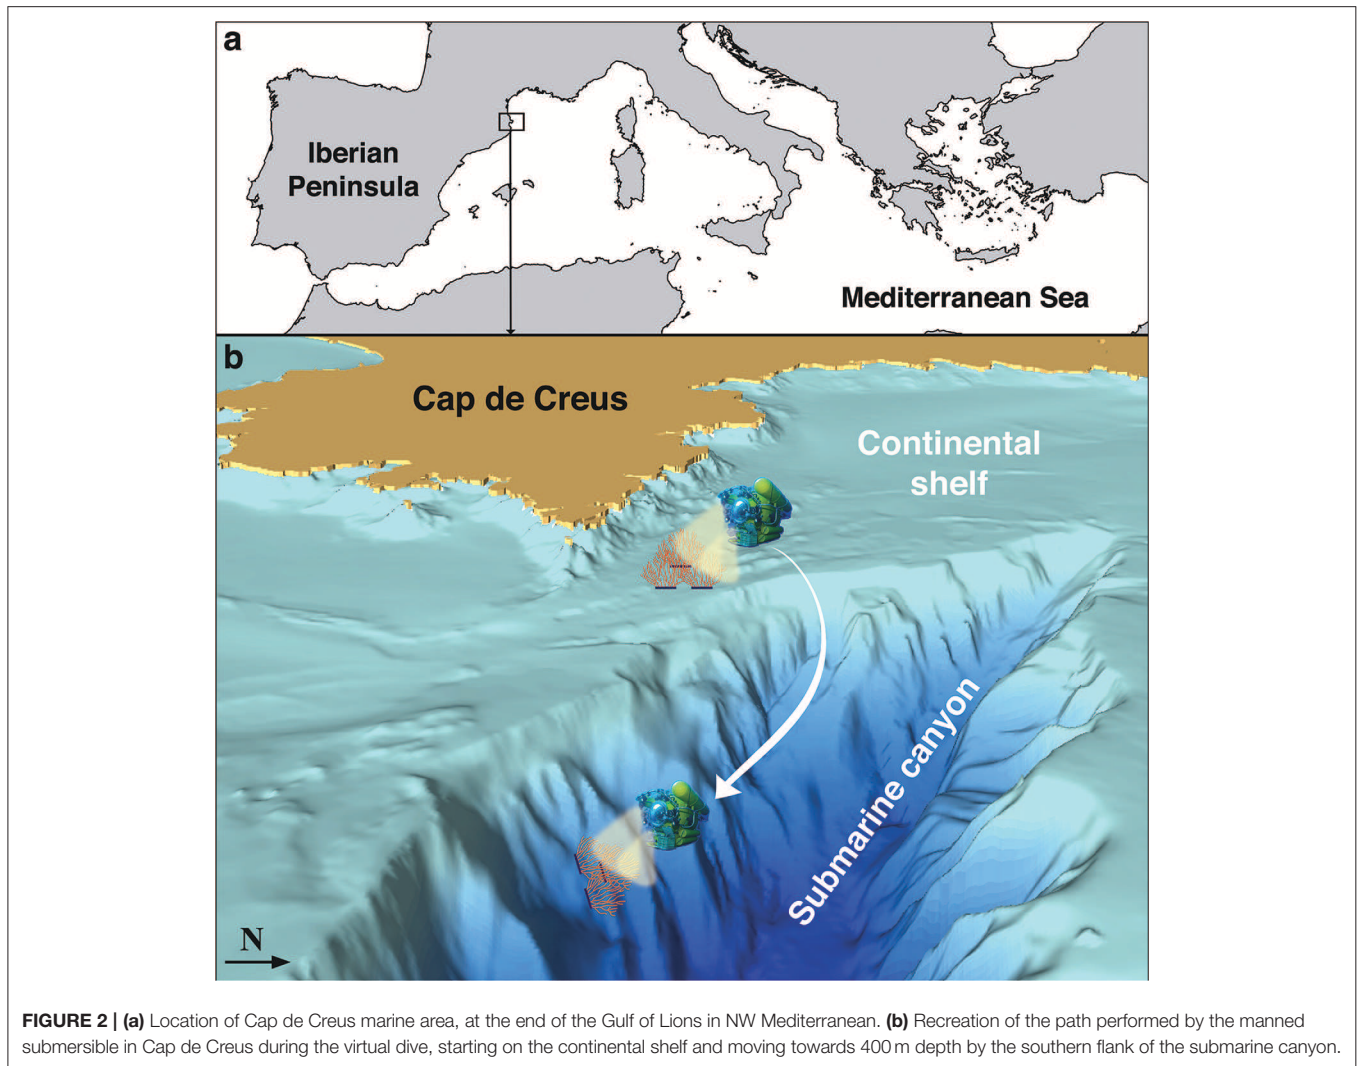 a
Iberian
Peninsula
Mediterranean Sea
b
Cap de Creus
Continental
shelf
Submarine canyon
N
FIGURE 2 | (a) Location of Cap de Creus marine area, at the end of the Gulf of Lions in NW Mediterranean. (b) Recreation of the path performed by the manned
submersible in Cap de Creus during the virtual dive, starting on the continental shelf and moving towards 400 m depth by the southern flank of the submarine canyon.